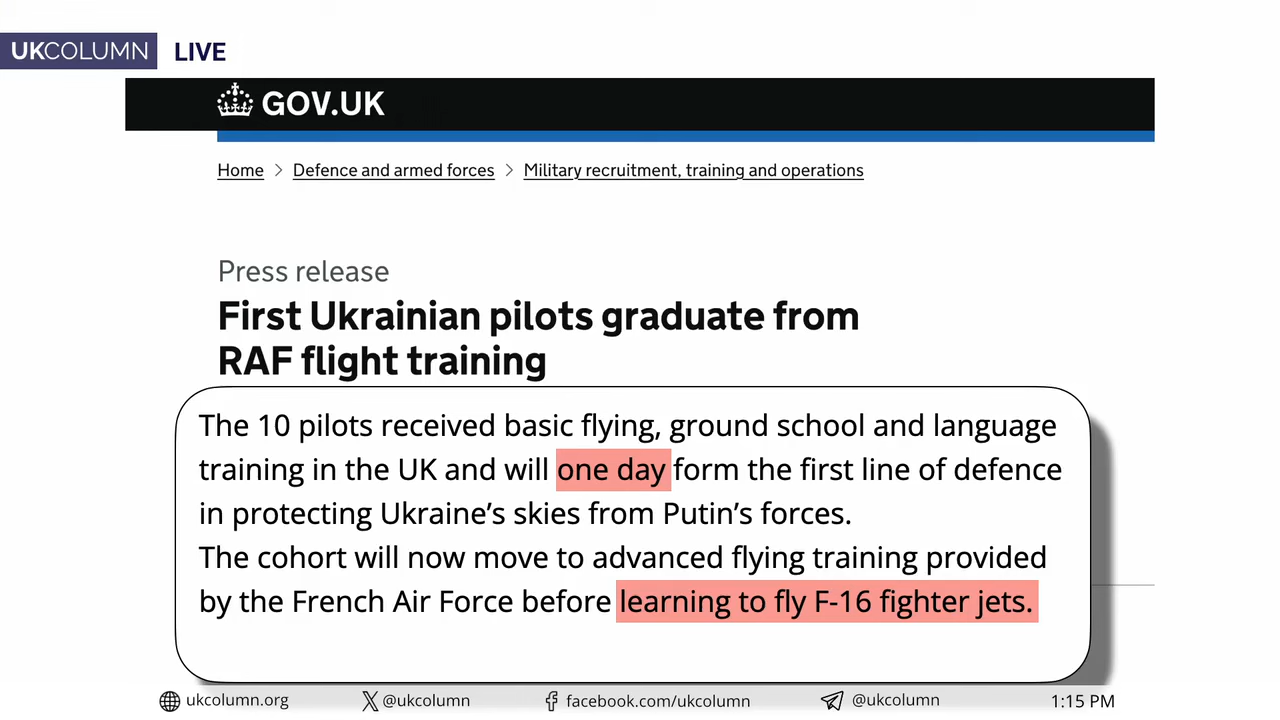 UKCOLUMN LIVE
GOV.UK
Home > Defence and armed forces > Military recruitment, training and operations
Press release
First Ukrainian pilots graduate from
RAF flight training
The 10 pilots received basic flying, ground school and language
training in the UK and will one day form the first line of defence
in protecting Ukraine’s skies from Putin’s forces.
The cohort will now move to advanced flying training provided
by the French Air Force before learning to fly F-16 fighter jets.
ukcolumn.org @ukcolumn facebook.com/ukcolumn @ukcolumn 1:15 PM